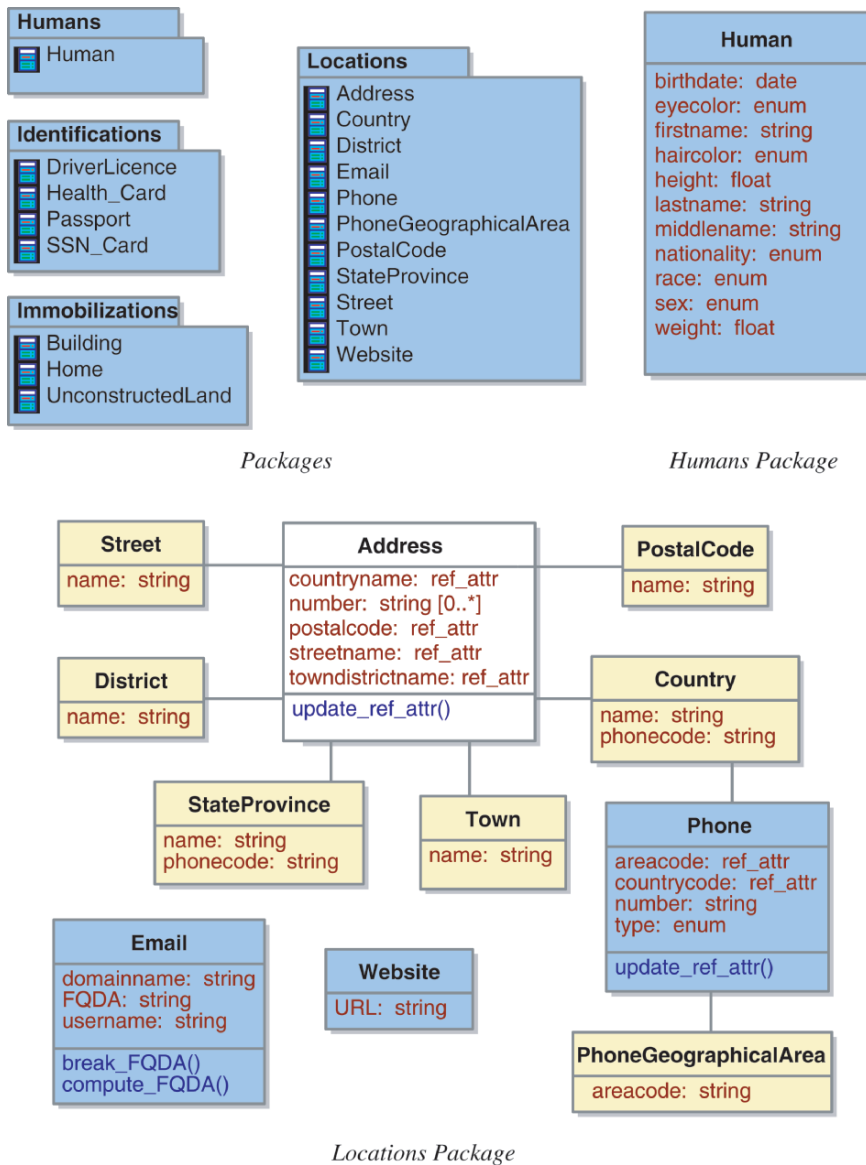 Humans
Human
Identifications
DriverLicence
Health_Card
Passport
SSN_Card
Immobilizations
Building
Home
UnconstructedLand
Locations
Address
Country
District
Email
Phone
PhoneGeographicalArea
PostalCode
StateProvince
Street
Town
Website
Human
birthdate: date
eyecolor: enum
firstname: string
haircolor: enum
height: float
lastname: string
middlename: string
nationality: enum
race: enum
sex: enum
weight: float
Packages
Humans Package
Street
name: string
Address
countryname: ref_attr
number: string [0..*]
postalcode: ref_attr
streetname: ref_attr
towndistrictname: ref_attr
update_ref_attr()
PostalCode
name: string
District
name: string
Country
name: string
phonecode: string
StateProvince
name: string
phonecode: string
Town
name: string
Phone
areacode: ref_attr
countrycode: ref_attr
number: string
type: enum
update_ref_attr()
Email
domainname: string
FQDA: string
username: string
break_FQDA()
compute_FQDA()
Website
URL: string
PhoneGeographicalArea
areacode: string
Locations Package